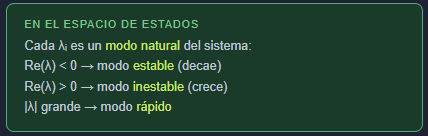 EN EL ESPACIO DE ESTADOS
Cada λᵢ es un modo natural del sistema:
Re(λ) < 0 → modo estable (decae)
Re(λ) > 0 → modo inestable (crece)
|λ| grande → modo rápido